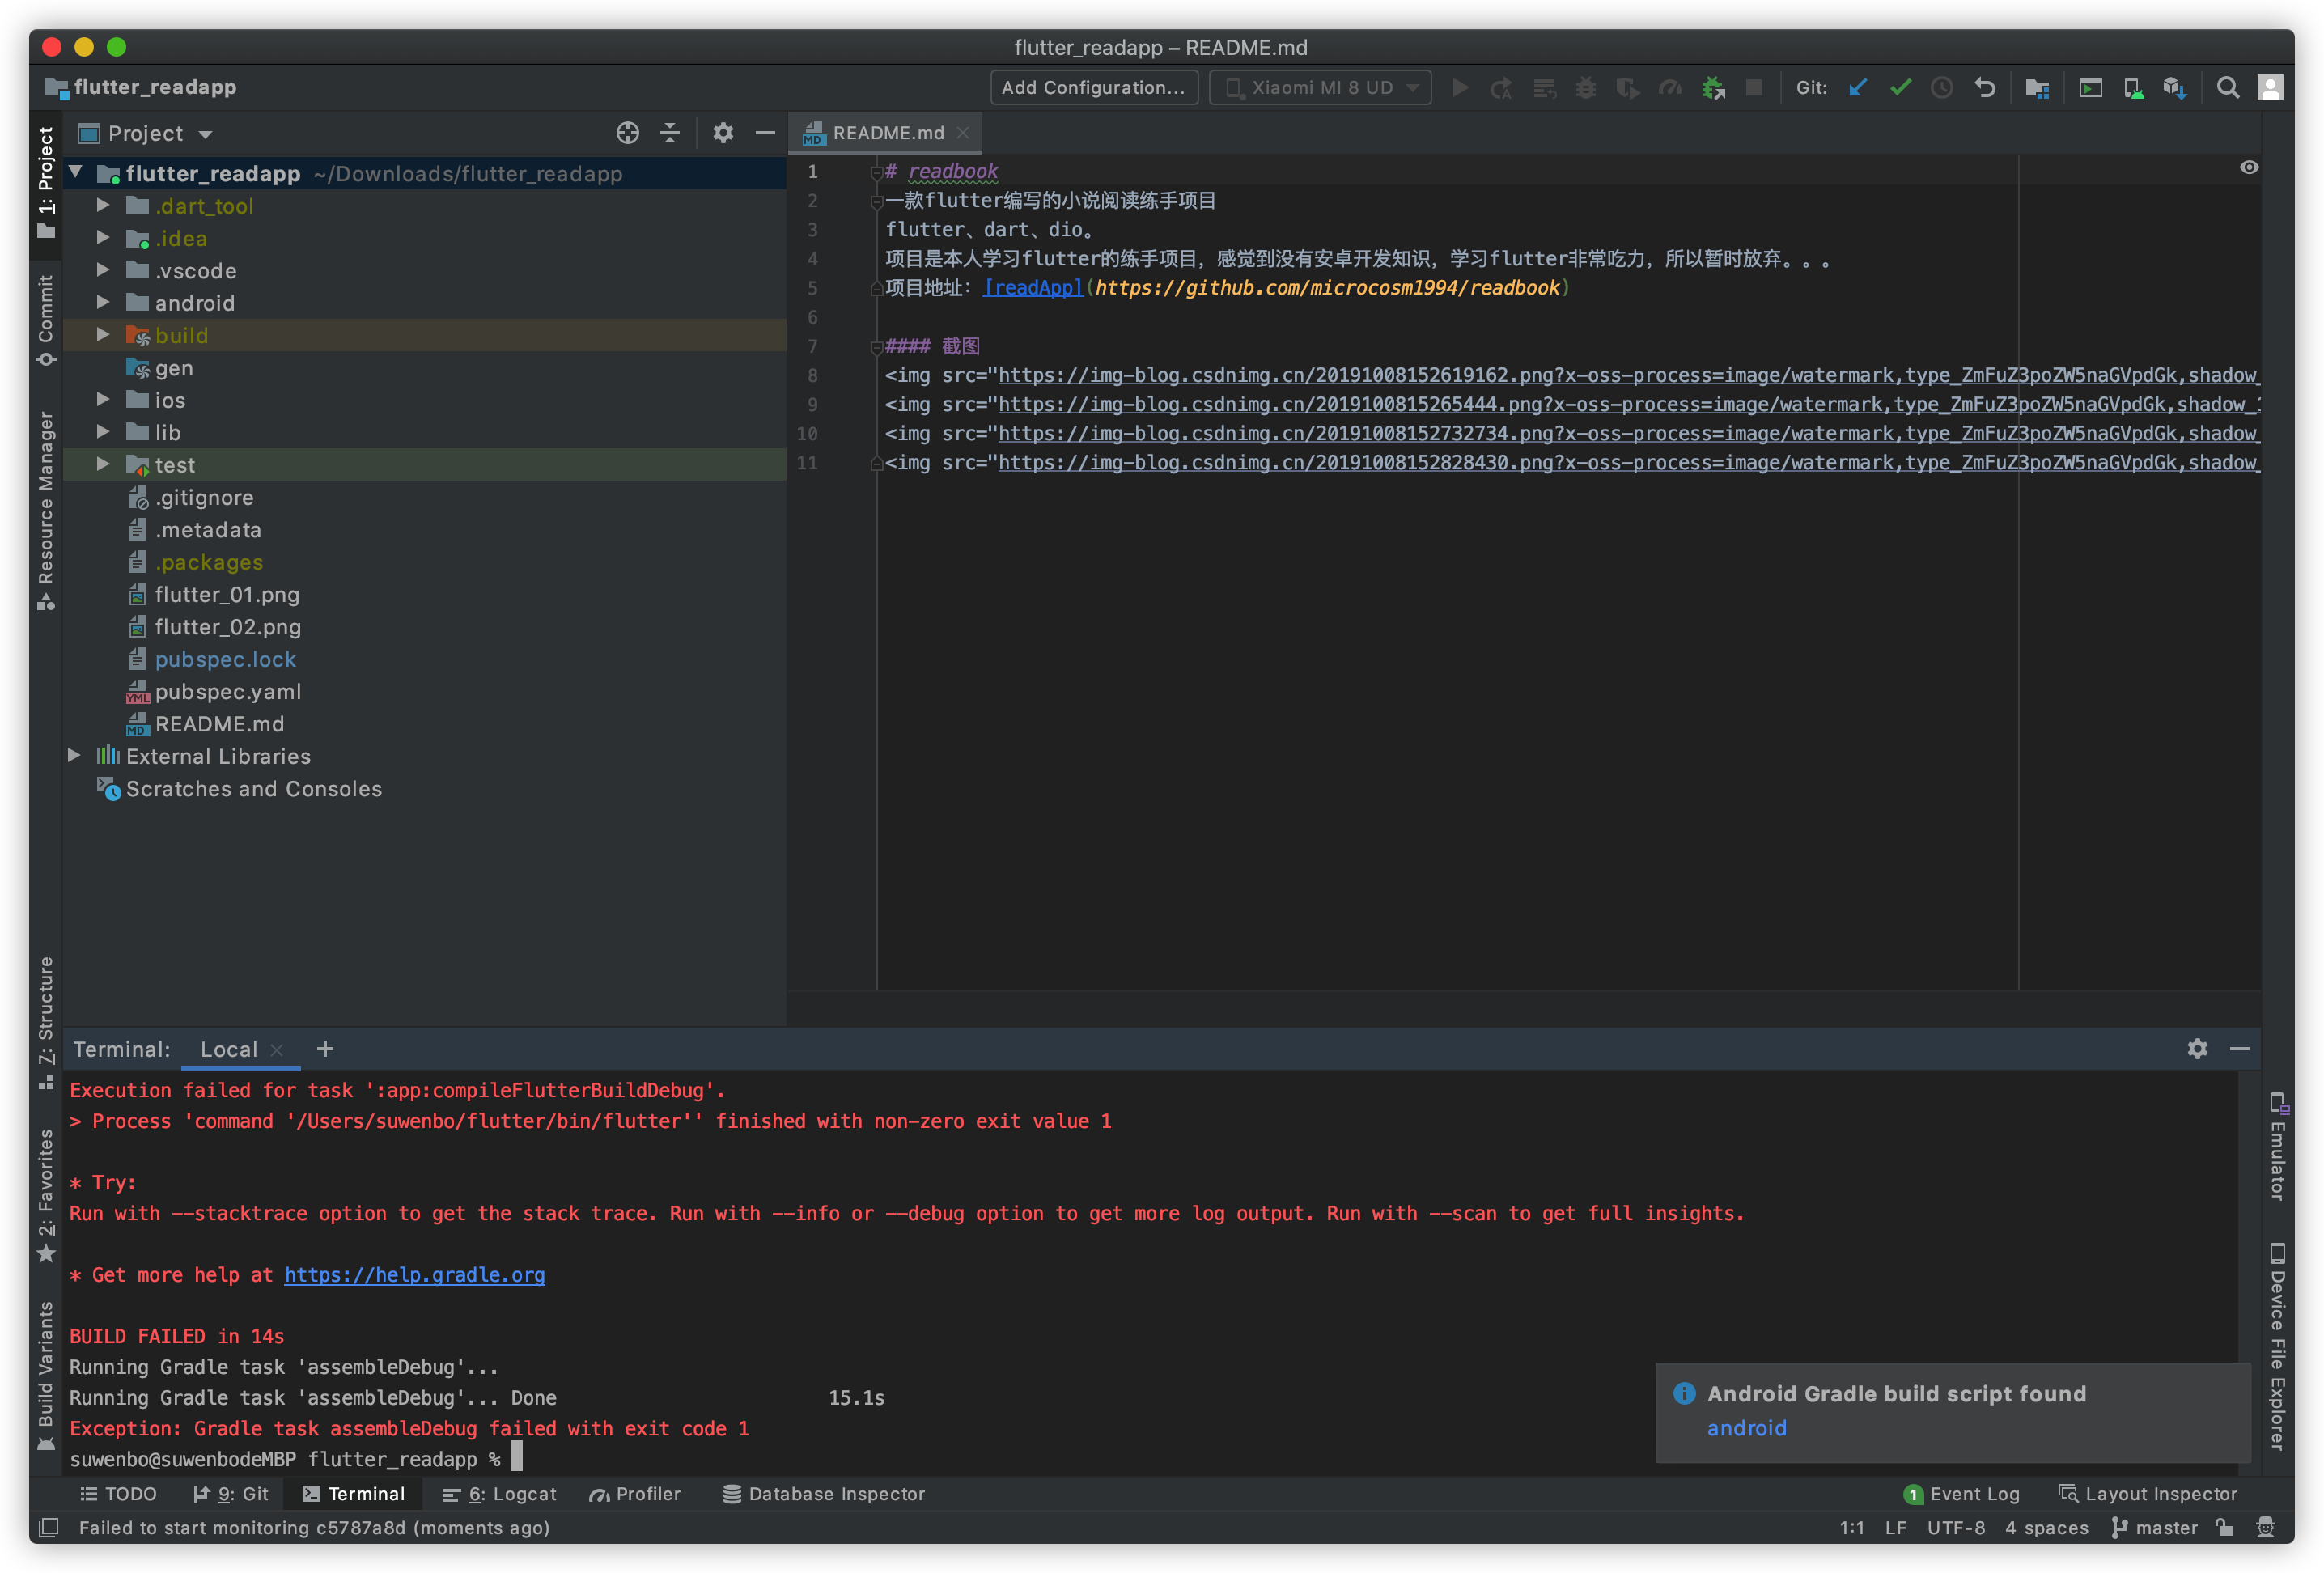 flutter_readapp – README.md
flutter_readapp
Add Configuration...
Xiaomi MI 8 UD
Git:
Project
README.md
1: Project
Commit
Resource Manager
Z: Structure
2: Favorites
Build Variants
flutter_readapp ~/Downloads/flutter_readapp
.dart_tool
.idea
.vscode
android
build
gen
ios
lib
test
.gitignore
.metadata
.packages
flutter_01.png
flutter_02.png
pubspec.lock
YML pubspec.yaml
MD README.md
External Libraries
Scratches and Consoles
1 # readbook
2 一款flutter编写的小说阅读练手项目
3 flutter、dart、dio。
4 项目是本人学习flutter的练手项目，感觉到没有安卓开发知识，学习flutter非常吃力，所以暂时放弃。。。
5 项目地址：[readApp](https://github.com/microcosm1994/readbook)
6
7 #### 截图
8 <img src="https://img-blog.csdnimg.cn/20191008152619162.png?x-oss-process=image/watermark,type_ZmFuZ3poZW5naGVpdGk,shadow_
9 <img src="https://img-blog.csdnimg.cn/2019100815265444.png?x-oss-process=image/watermark,type_ZmFuZ3poZW5naGVpdGk,shadow_1
10 <img src="https://img-blog.csdnimg.cn/20191008152732734.png?x-oss-process=image/watermark,type_ZmFuZ3poZW5naGVpdGk,shadow_
11 <img src="https://img-blog.csdnimg.cn/20191008152828430.png?x-oss-process=image/watermark,type_ZmFuZ3poZW5naGVpdGk,shadow_
Terminal: Local
Execution failed for task ':app:compileFlutterBuildDebug'.
> Process 'command '/Users/suwenbo/flutter/bin/flutter'' finished with non-zero exit value 1
* Try:
Run with --stacktrace option to get the stack trace. Run with --info or --debug option to get more log output. Run with --scan to get full insights.
* Get more help at https://help.gradle.org
BUILD FAILED in 14s
Running Gradle task 'assembleDebug'...
Running Gradle task 'assembleDebug'... Done 15.1s
Exception: Gradle task assembleDebug failed with exit code 1
suwenbo@suwenbodeMBP flutter_readapp %
Android Gradle build script found
android
Emulator
Device File Explorer
TODO
9: Git
Terminal
6: Logcat
Profiler
Database Inspector
1 Event Log
Layout Inspector
Failed to start monitoring c5787a8d (moments ago)
1:1 LF UTF-8 4 spaces master